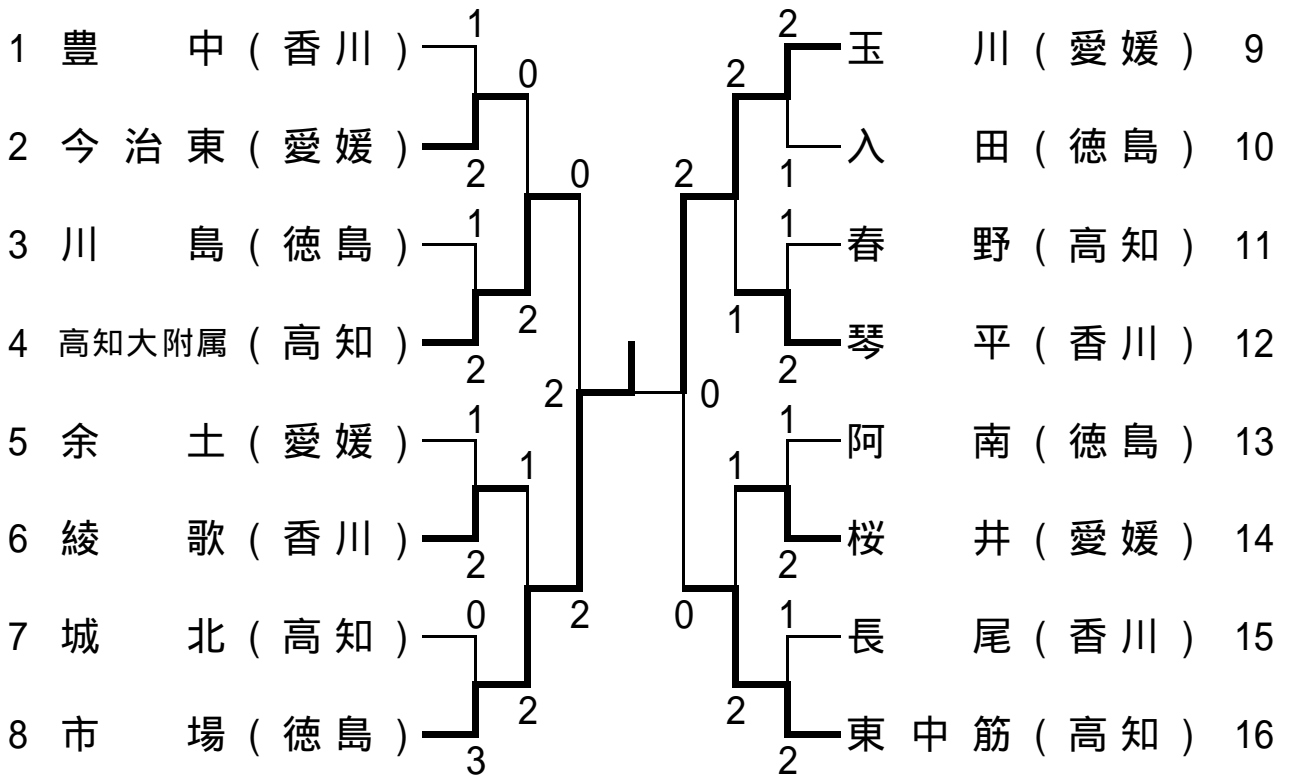 1 2
1 豊 中 ( 香 川 ) 玉 川 ( 愛 媛 ) 9
0 2
2 今 治 東 ( 愛 媛 ) 入 田 ( 徳 島 ) 10
2 0 2 1
1 1
3 川 島 ( 徳 島 ) 春 野 ( 高 知 ) 11
2 1
4 高知大附属 ( 高 知 ) 琴 平 ( 香 川 ) 12
2 2
2 0
1 1
5 余 土 ( 愛 媛 ) 阿 南 ( 徳 島 ) 13
1 1
6 綾 歌 ( 香 川 ) 桜 井 ( 愛 媛 ) 14
2 2
0 2 0 1
7 城 北 ( 高 知 ) 長 尾 ( 香 川 ) 15
2 2
8 市 場 ( 徳 島 ) 東 中 筋 ( 高 知 ) 16
3 2